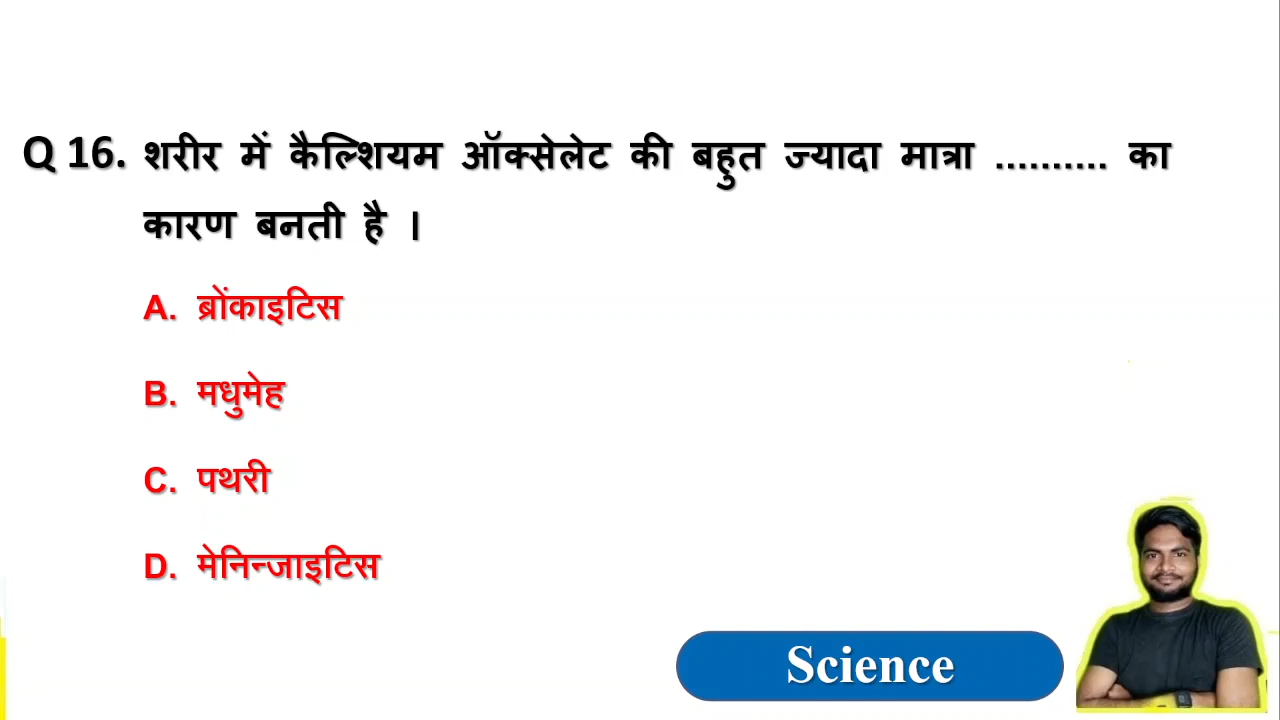 Q 16. शरीर में कैल्शियम ऑक्सेलेट की बहुत ज्यादा मात्रा .......... का
कारण बनती है ।
A. ब्रोंकाइटिस
B. मधुमेह
C. पथरी
D. मेनिन्जाइटिस
Science